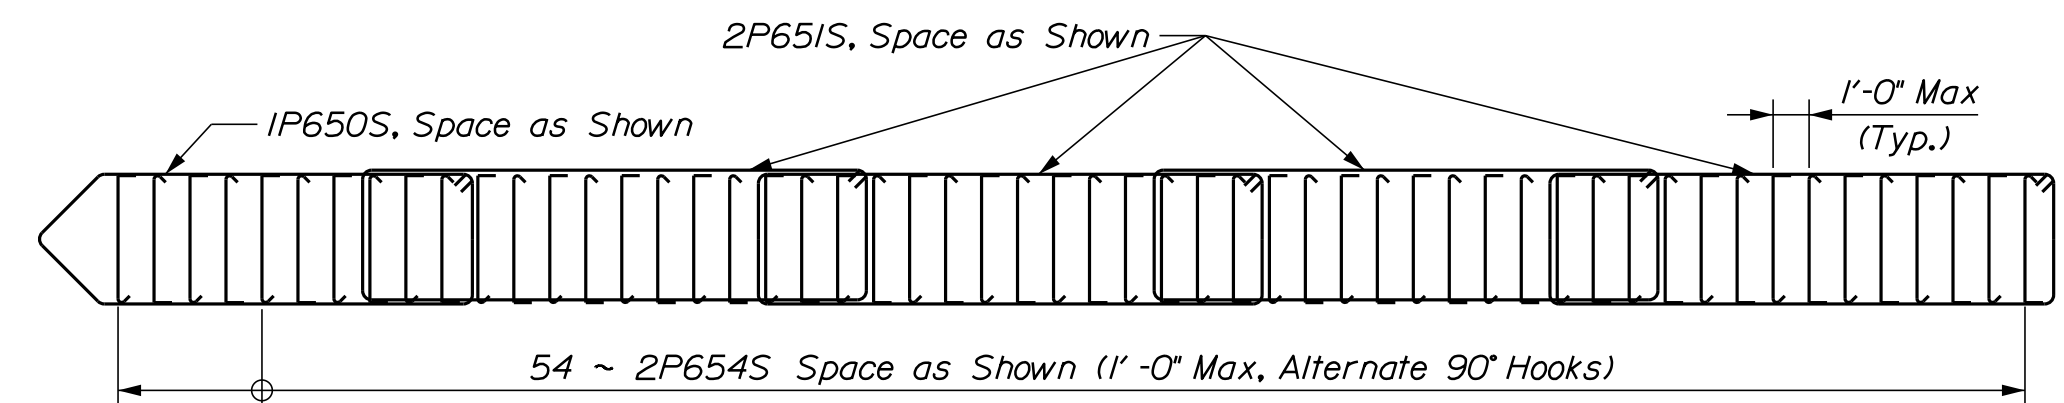 2P651S, Space as Shown
1P650S, Space as Shown
1'-0" Max
(Typ.)
54 ~ 2P654S Space as Shown (1' -0" Max, Alternate 90° Hooks)